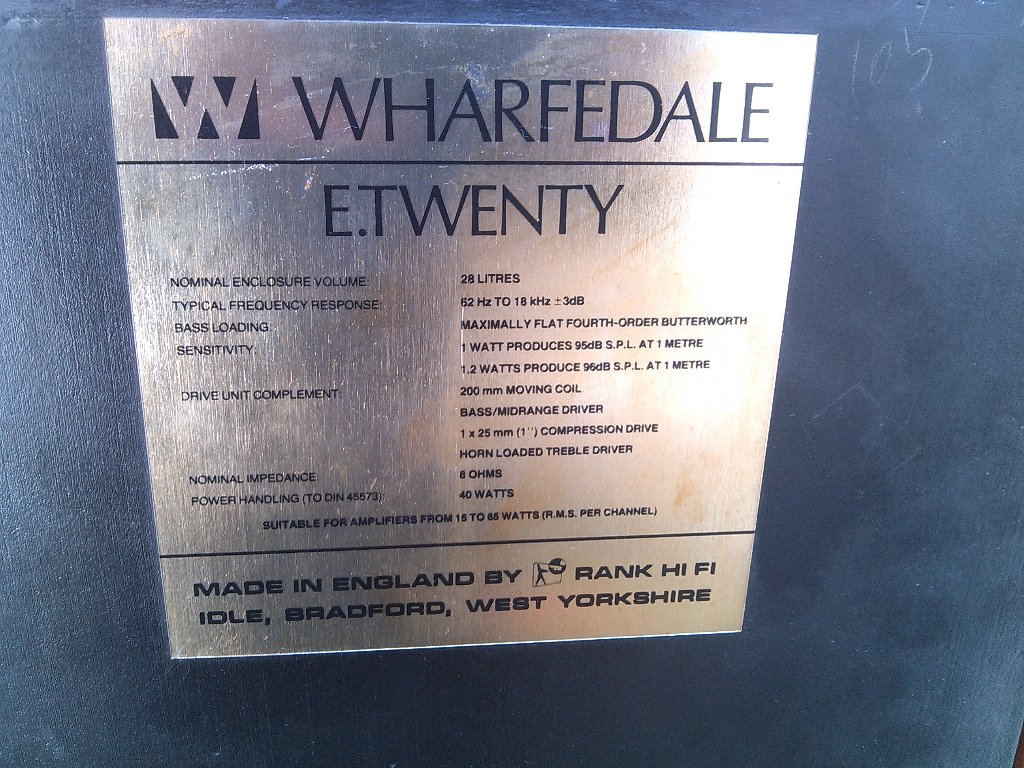 103
WHARFEDALE
E.TWENTY
NOMINAL ENCLOSURE VOLUME: 28 LITRES
TYPICAL FREQUENCY RESPONSE: 62 Hz TO 18 kHz ±3dB
BASS LOADING: MAXIMALLY FLAT FOURTH-ORDER BUTTERWORTH
SENSITIVITY: 1 WATT PRODUCES 95dB S.P.L. AT 1 METRE
1.2 WATTS PRODUCE 96dB S.P.L. AT 1 METRE
DRIVE UNIT COMPLEMENT: 200 mm MOVING COIL
BASS/MIDRANGE DRIVER
1 x 25 mm (1'') COMPRESSION DRIVE
HORN LOADED TREBLE DRIVER
NOMINAL IMPEDANCE: 8 OHMS
POWER HANDLING (TO DIN 45573): 40 WATTS
SUITABLE FOR AMPLIFIERS FROM 15 TO 65 WATTS (R.M.S. PER CHANNEL)
MADE IN ENGLAND BY RANK HI FI
IDLE, BRADFORD, WEST YORKSHIRE